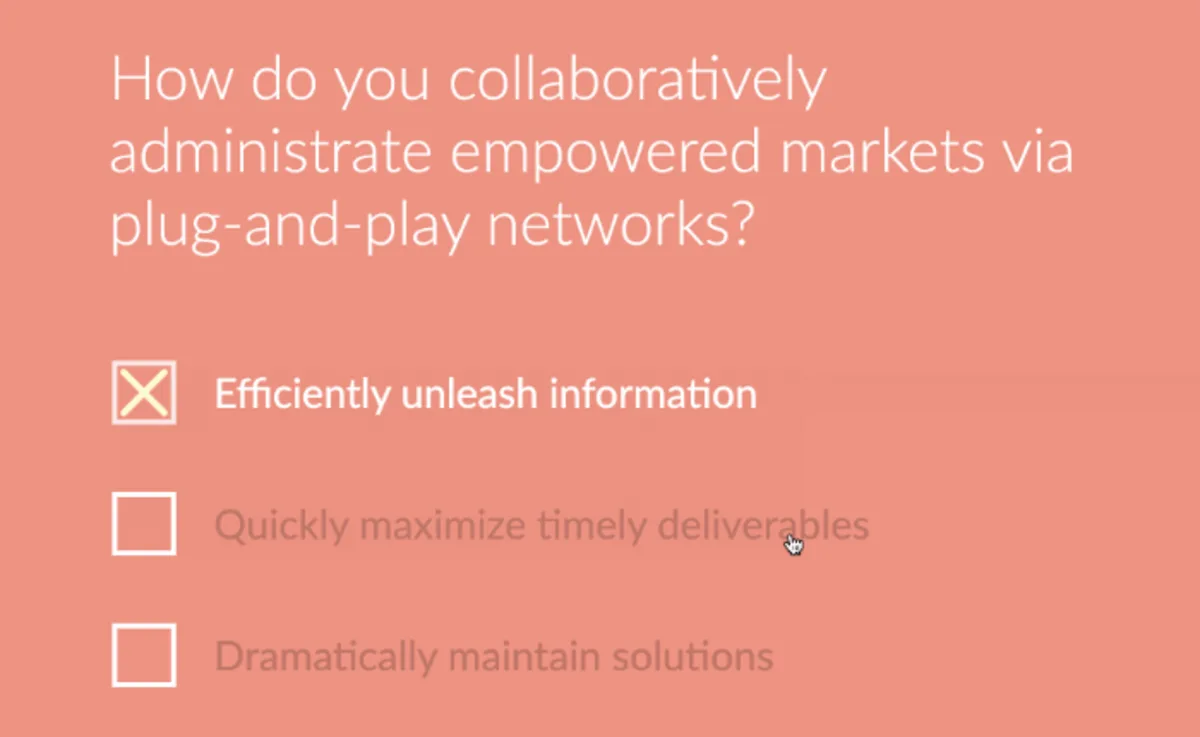 How do you collaboratively
administrate empowered markets via
plug-and-play networks?
Efficiently unleash information
Quickly maximize timely deliverables
Dramatically maintain solutions